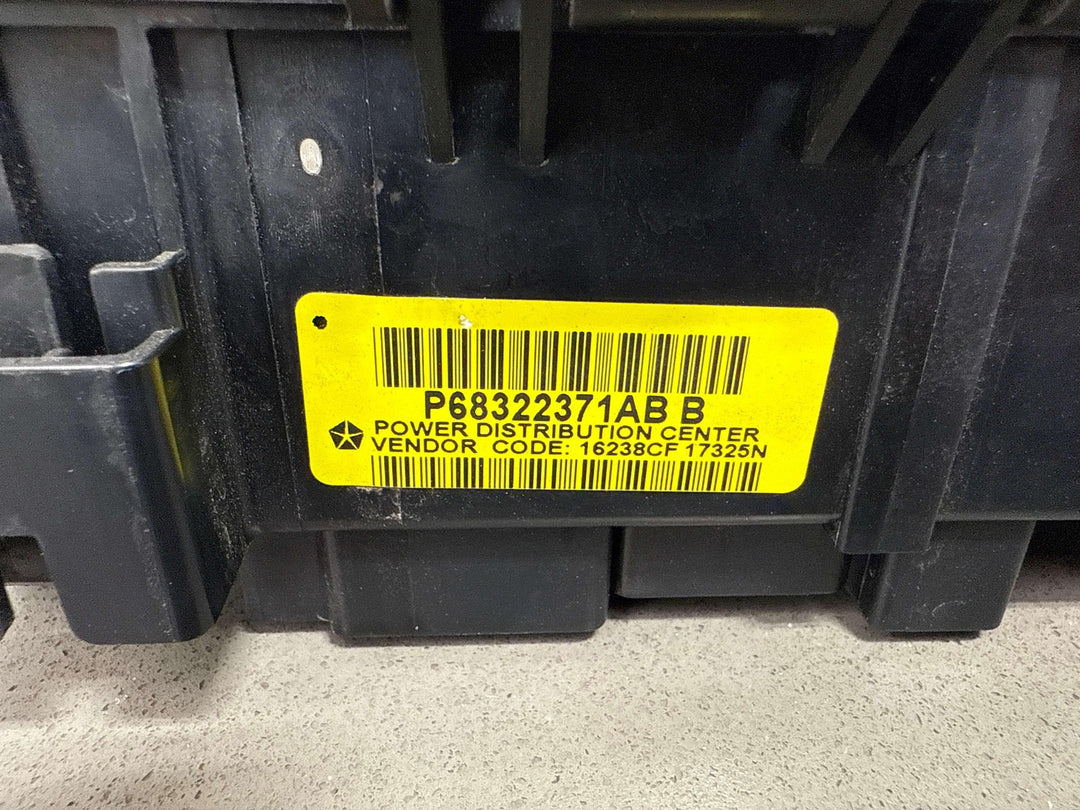 P68322371AB B
POWER DISTRIBUTION CENTER
VENDOR CODE: 16238CF 17325N